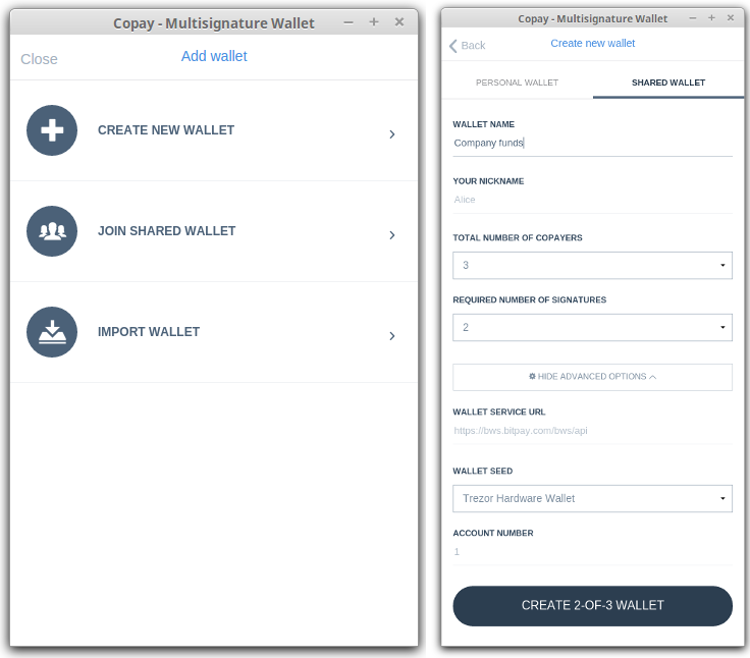 Copay - Multisignature Wallet
Close
Add wallet
CREATE NEW WALLET
JOIN SHARED WALLET
IMPORT WALLET
Copay - Multisignature Wallet
Back
Create new wallet
PERSONAL WALLET
SHARED WALLET
WALLET NAME
Company funds
YOUR NICKNAME
Alice
TOTAL NUMBER OF COPAYERS
3
REQUIRED NUMBER OF SIGNATURES
2
HIDE ADVANCED OPTIONS
WALLET SERVICE URL
https://bws.bitpay.com/bws/api
WALLET SEED
Trezor Hardware Wallet
ACCOUNT NUMBER
1
CREATE 2-OF-3 WALLET